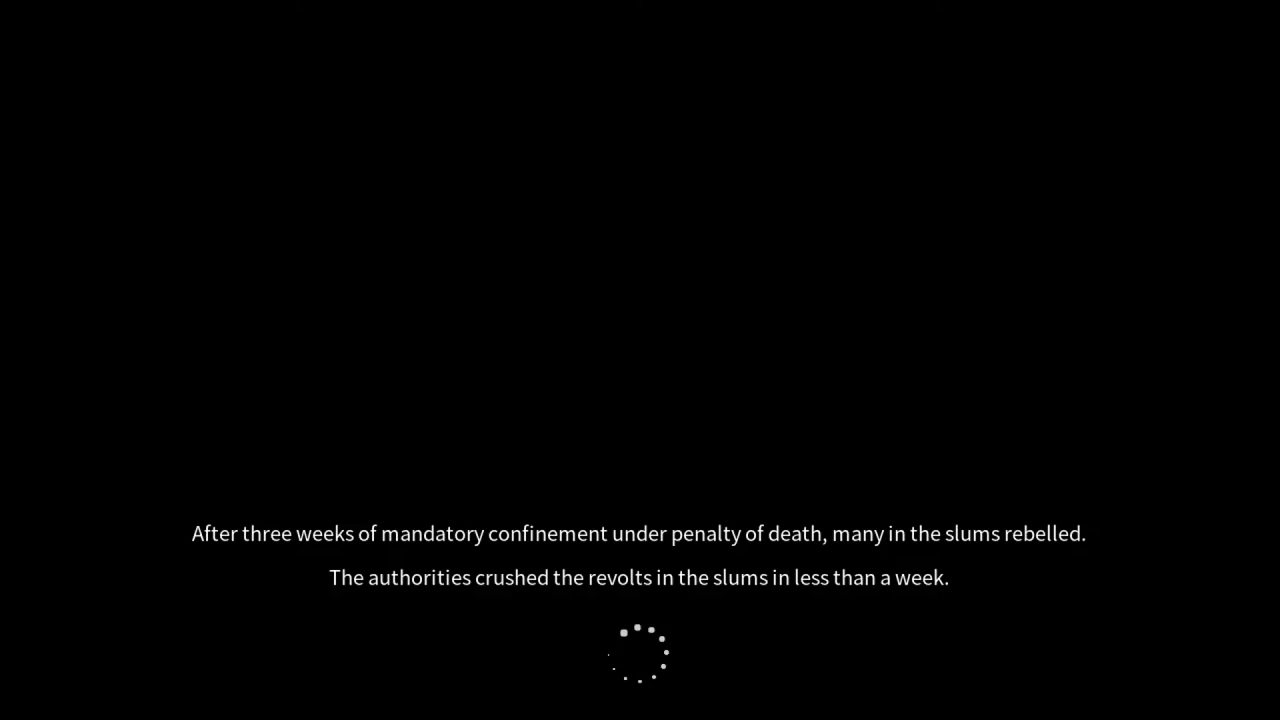 After three weeks of mandatory confinement under penalty of death, many in the slums rebelled.
The authorities crushed the revolts in the slums in less than a week.